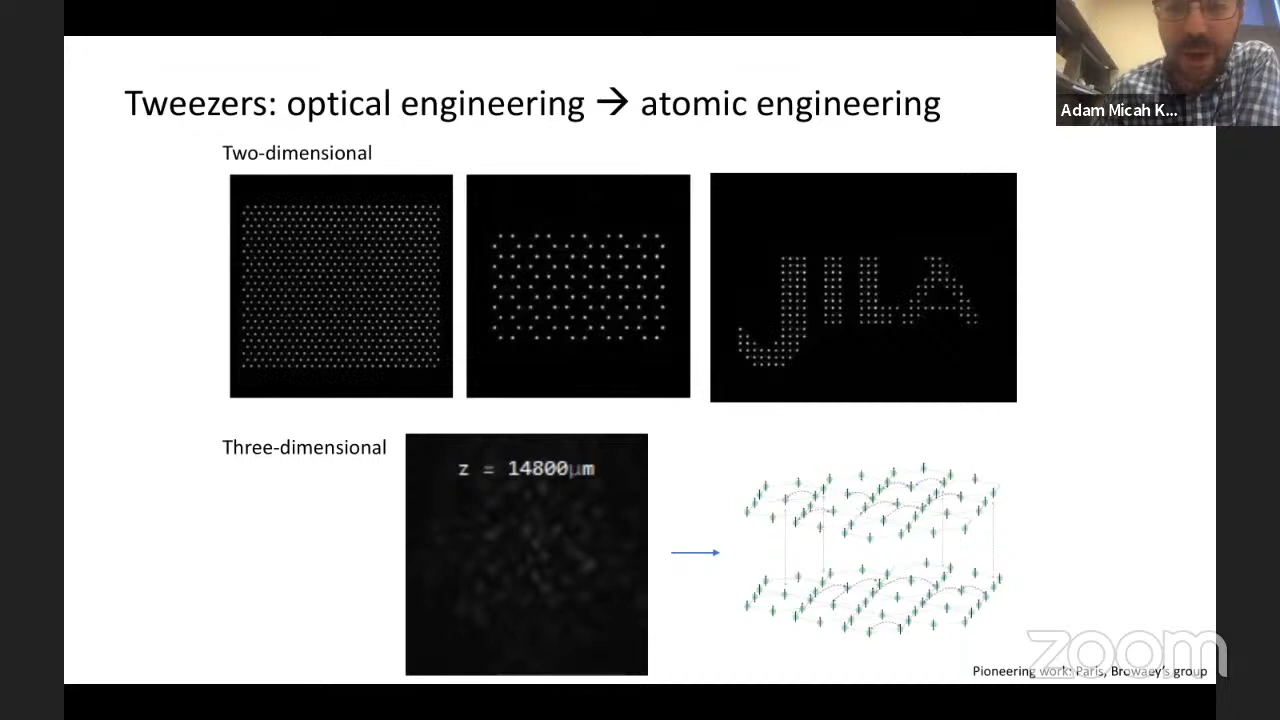 Tweezers: optical engineering → atomic engineering
Adam Micah K...
Two-dimensional
JILA
Three-dimensional
z = 14800μm
zoom
Pioneering work: Paris, Browaey's group